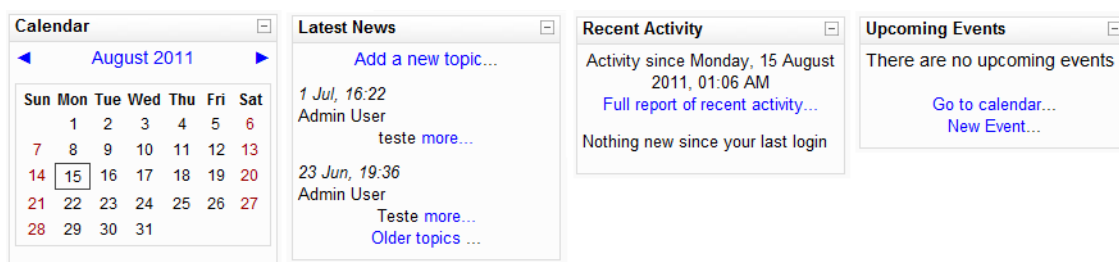 Calendar
◄ August 2011 ►
Sun Mon Tue Wed Thu Fri Sat
1 2 3 4 5 6
7 8 9 10 11 12 13
14 15 16 17 18 19 20
21 22 23 24 25 26 27
28 29 30 31
Latest News
Add a new topic...
1 Jul, 16:22
Admin User
teste more...
23 Jun, 19:36
Admin User
Teste more...
Older topics ...
Recent Activity
Activity since Monday, 15 August
2011, 01:06 AM
Full report of recent activity...
Nothing new since your last login
Upcoming Events
There are no upcoming events
Go to calendar...
New Event...